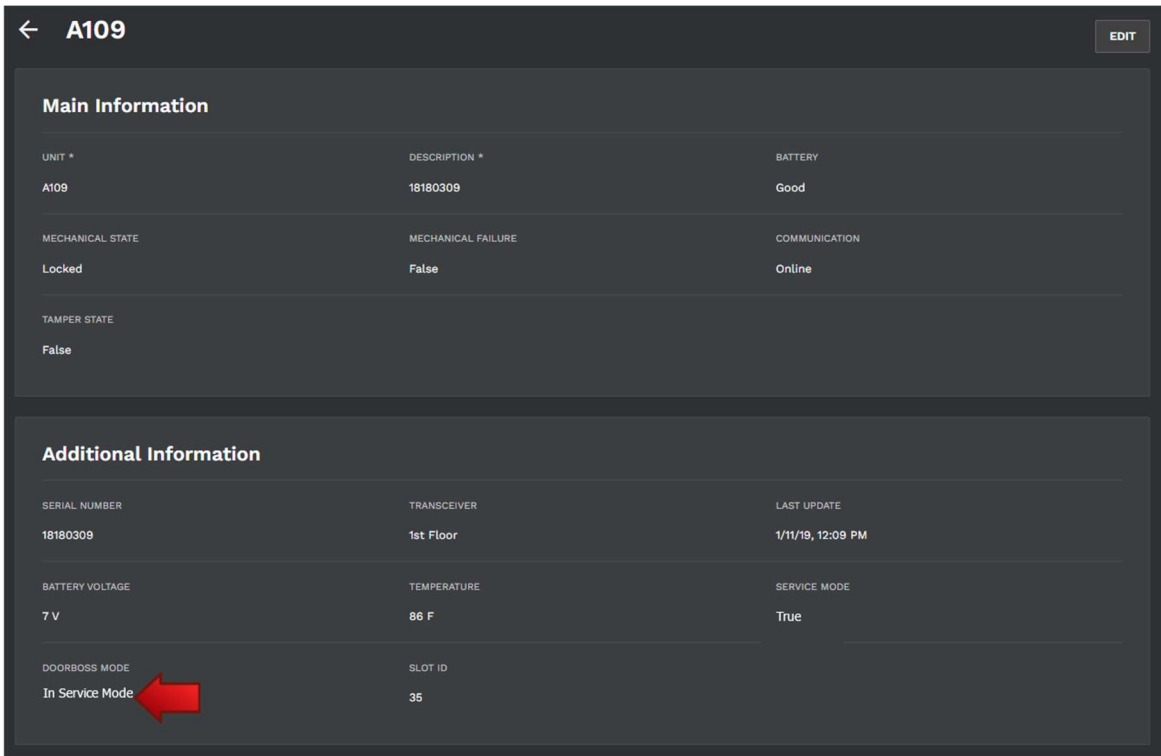 A109
EDIT
Main Information
UNIT * DESCRIPTION * BATTERY
A109 18180309 Good
MECHANICAL STATE MECHANICAL FAILURE COMMUNICATION
Locked False Online
TAMPER STATE
False
Additional Information
SERIAL NUMBER TRANSCEIVER LAST UPDATE
18180309 1st Floor 1/11/19, 12:09 PM
BATTERY VOLTAGE TEMPERATURE SERVICE MODE
7 V 86 F True
DOORBOSS MODE SLOT ID
In Service Mode 35